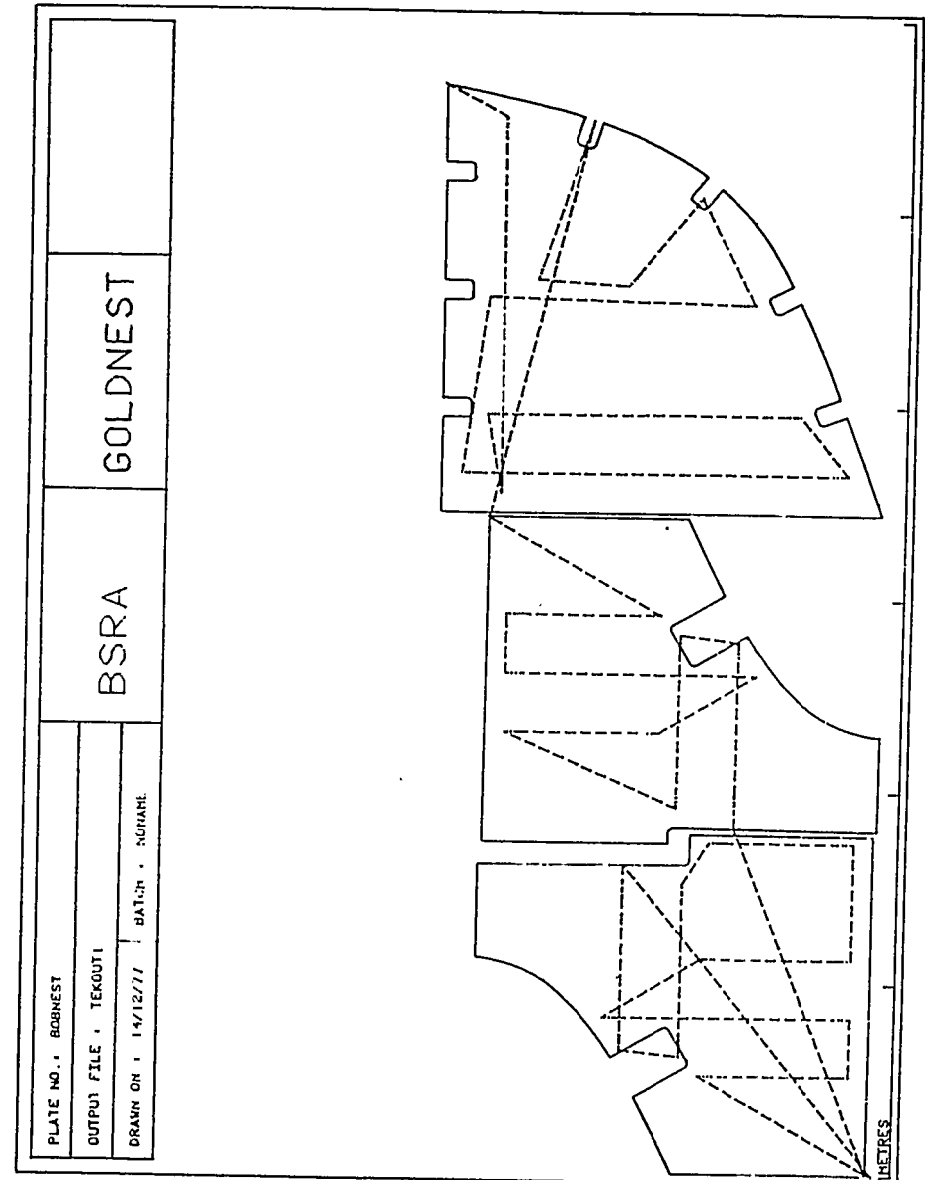 PLATE NO. : BOBNEST
OUTPUT FILE : TEKOUT1
DRAWN ON : 14/12/77 BATCH : NONAME
BSRA
GOLDNEST
METRES